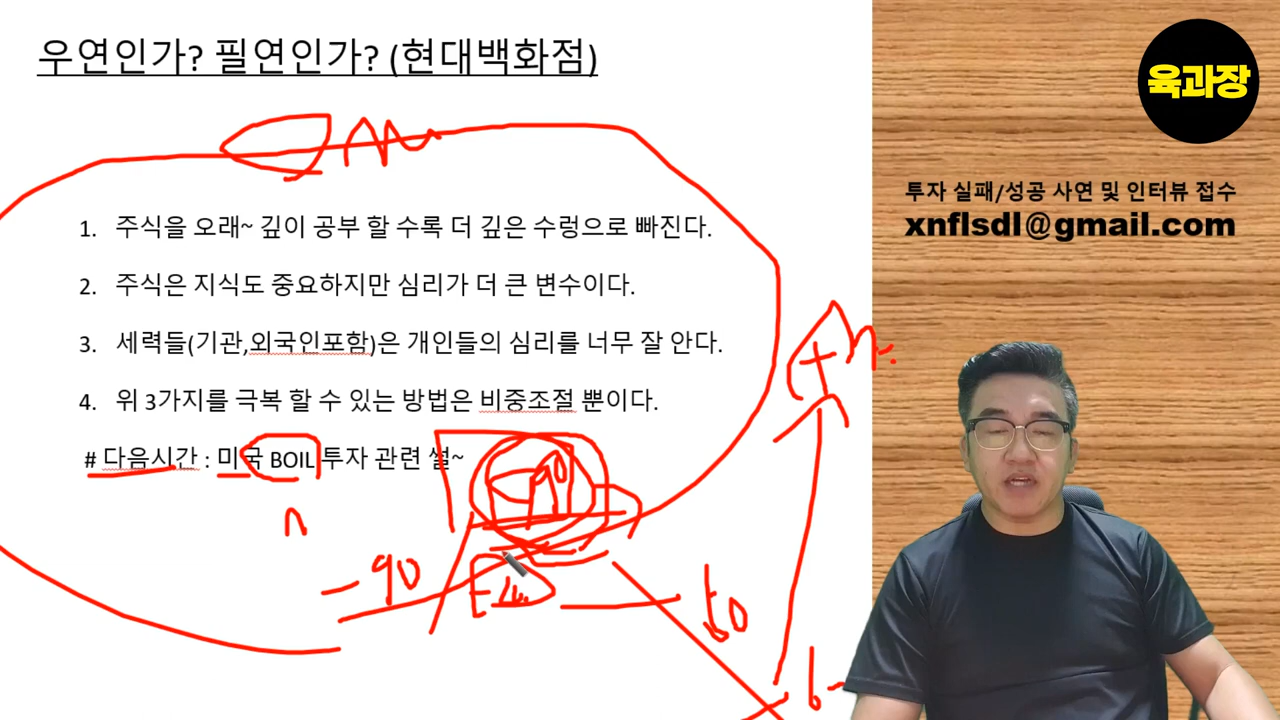 우연인가? 필연인가? (현대백화점)
1. 주식을 오래~ 깊이 공부 할 수록 더 깊은 수렁으로 빠진다.
2. 주식은 지식도 중요하지만 심리가 더 큰 변수이다.
3. 세력들(기관,외국인포함)은 개인들의 심리를 너무 잘 안다.
4. 위 3가지를 극복 할 수 있는 방법은 비중조절 뿐이다.
# 다음시간 : 미국 BOIL 투자 관련 썰~
-90
육과장
투자 실패/성공 사연 및 인터뷰 접수
xnflsdl@gmail.com